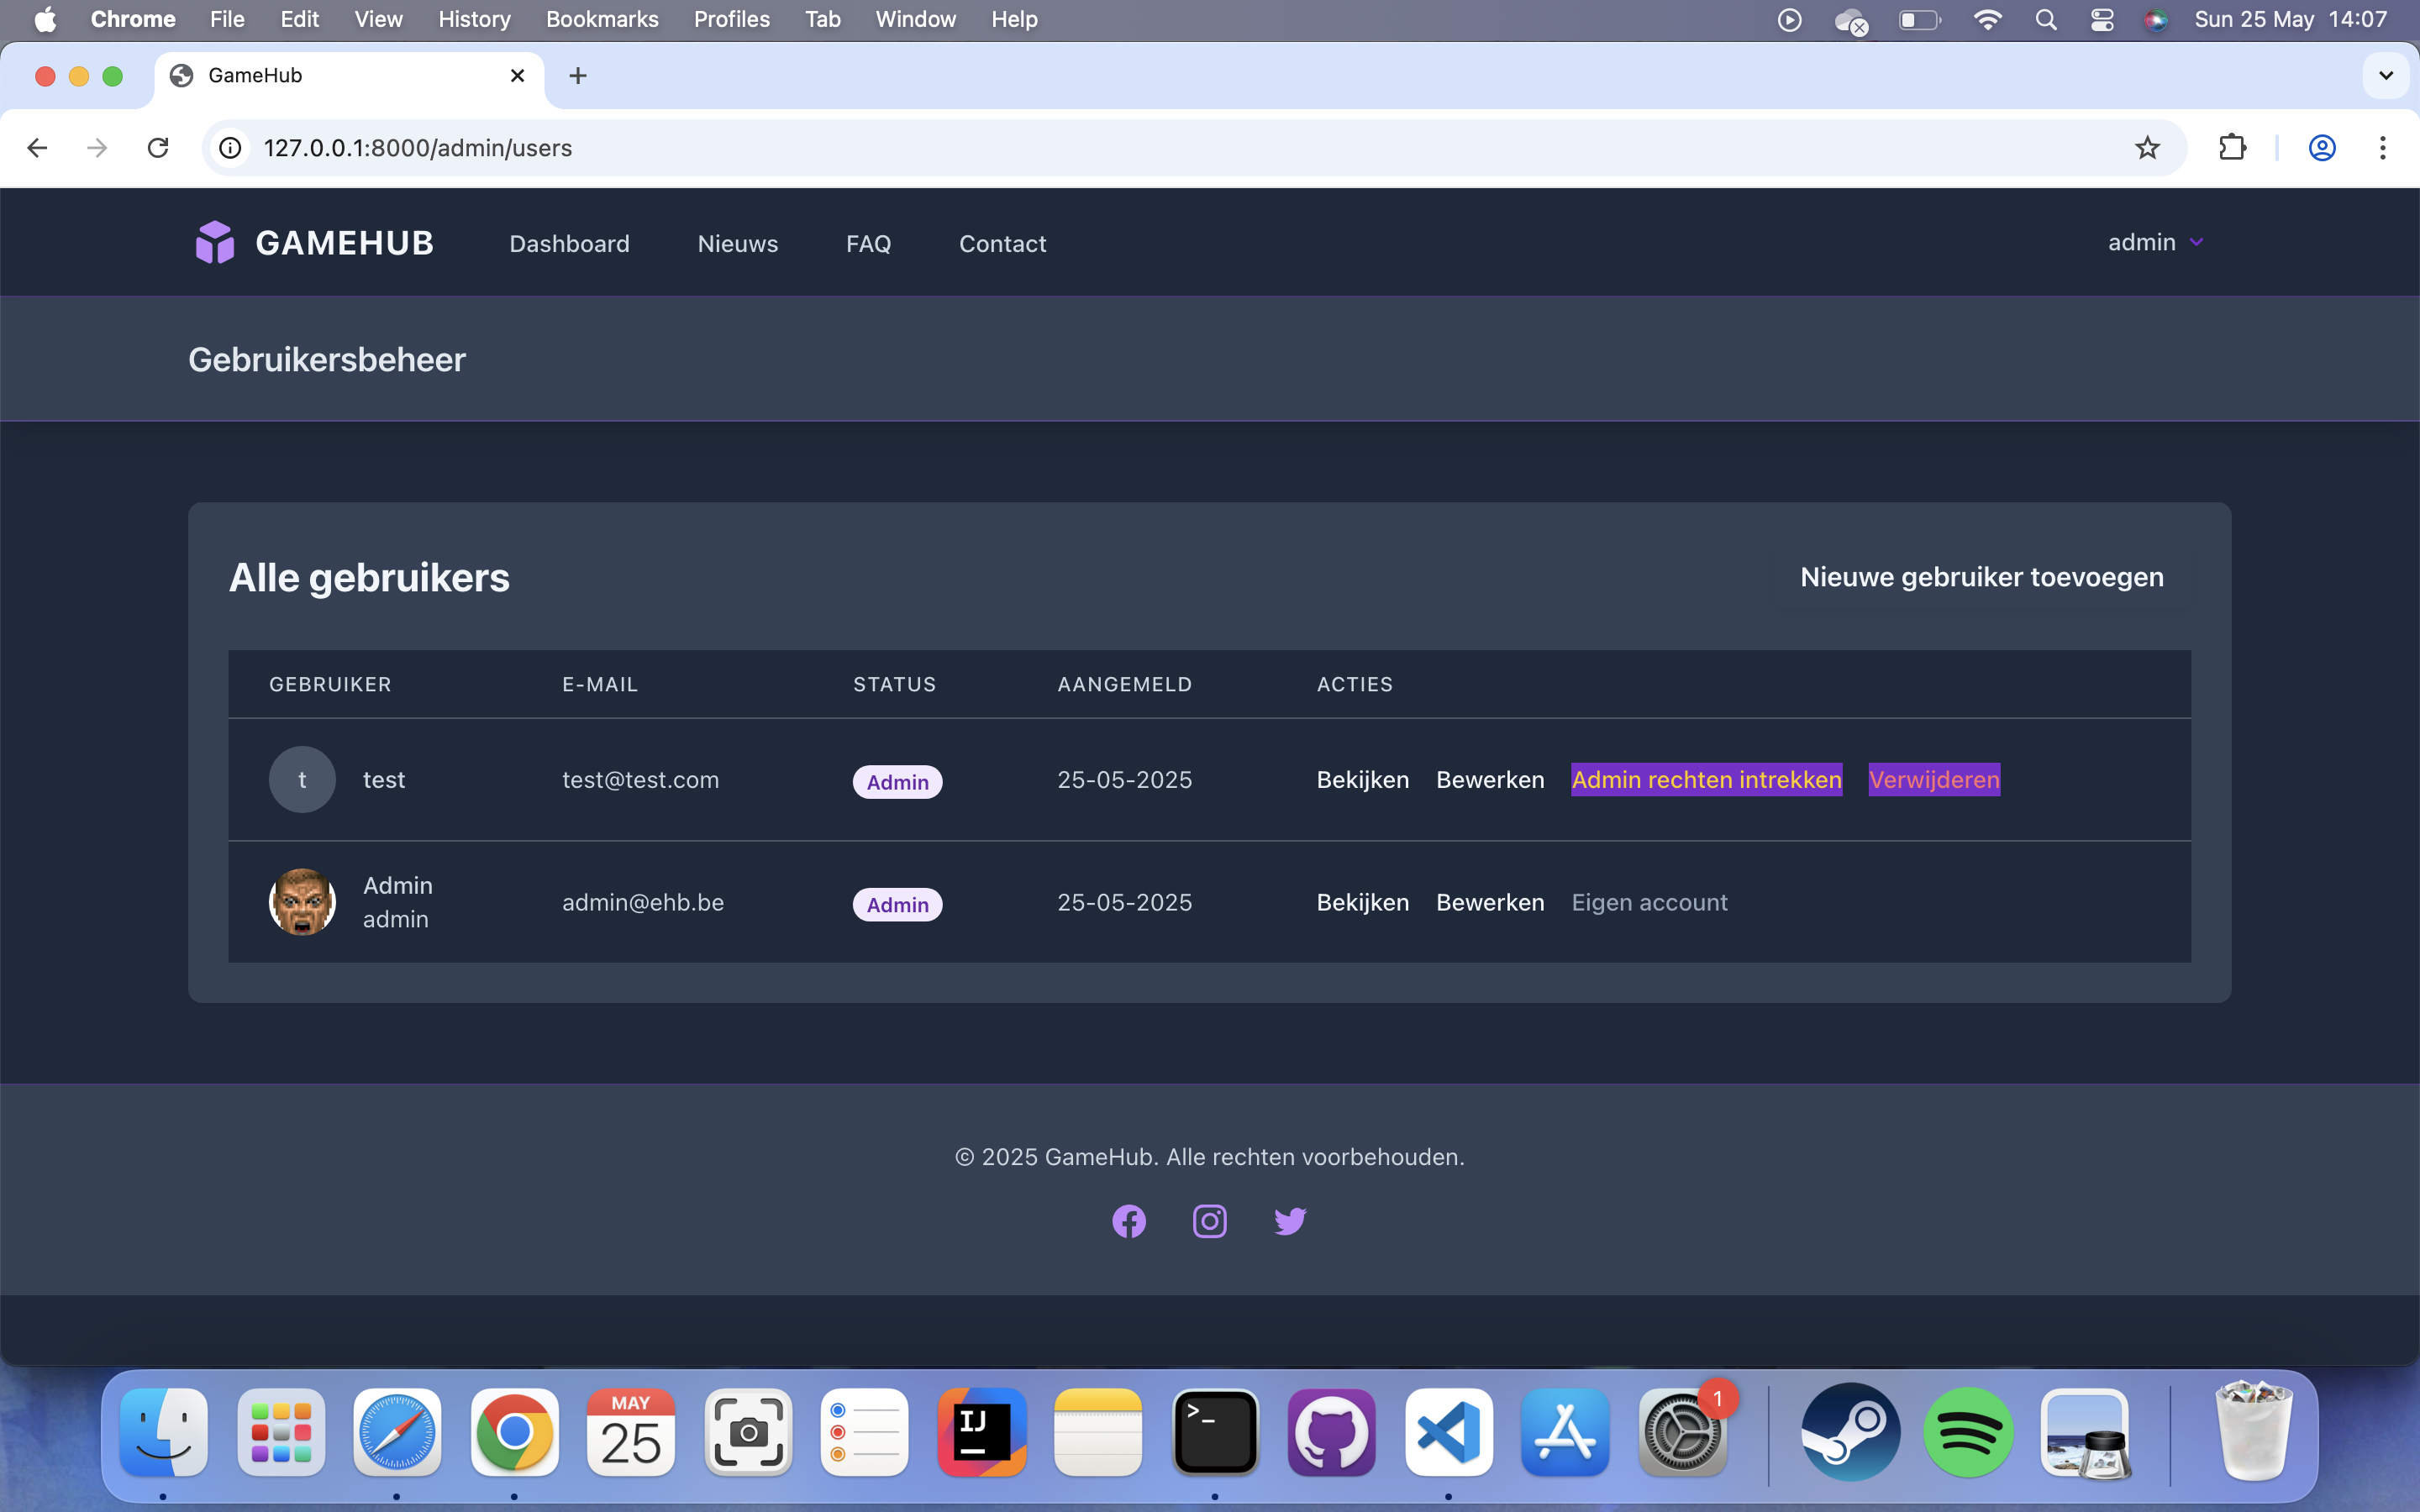 Chrome File Edit View History Bookmarks Profiles Tab Window Help Sun 25 May 14:07
GameHub
127.0.0.1:8000/admin/users
GAMEHUB Dashboard Nieuws FAQ Contact admin
Gebruikersbeheer
Alle gebruikers Nieuwe gebruiker toevoegen
GEBRUIKER E-MAIL STATUS AANGEMELD ACTIES
t test test@test.com Admin 25-05-2025 Bekijken Bewerken Admin rechten intrekken Verwijderen
Admin
admin admin@ehb.be Admin 25-05-2025 Bekijken Bewerken Eigen account
© 2025 GameHub. Alle rechten voorbehouden.
MAY
25
IJ
>_
1